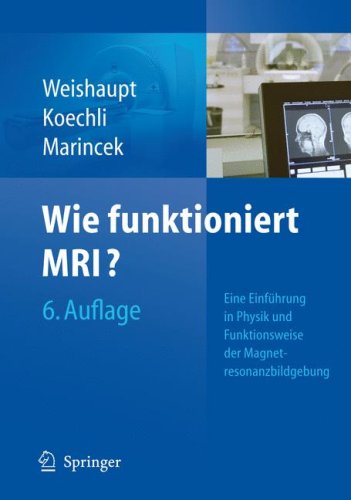 Weishaupt
Koechli
Marincek
Wie funktioniert
MRI?
6. Auflage
Eine Einführung
in Physik und
Funktionsweise
der Magnet-
resonanzbildgebung
Springer